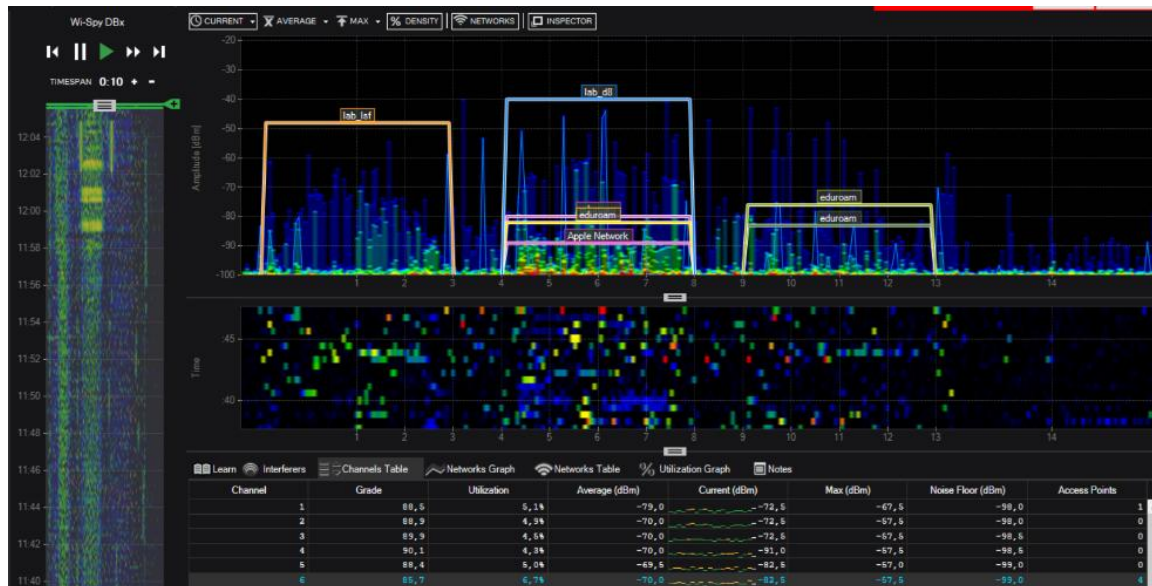 Wi-Spy DBx
CURRENT AVERAGE MAX % DENSITY NETWORKS INSPECTOR
TIMESPAN 0:10 + -
12:04
12:02
12:00
11:58
11:56
11:54
11:52
11:50
11:48
11:46
11:44
11:42
11:40
Amplitude [dBm]
-20
-30
-40
-50
-60
-70
-80
-90
-100
lab_d8
eduroam
Apple Network
eduroam
eduroam
1 2 3 4 5 6 7 8 9 10 11 12 13 14
Time
:45
:40
1 2 3 4 5 6 7 8 9 10 11 12 13 14
Learn Interferers Channels Table Networks Graph Networks Table Utilization Graph Notes
Channel Grade Utilization Average (dBm) Current (dBm) Max (dBm) Noise Floor (dBm) Access Points
1 88,5 5,1% -79,0 -72,5 -67,5 -98,0 1
2 88,9 4,9% -70,0 -72,5 -57,5 -98,0 0
3 89,9 4,5% -70,0 -72,5 -57,5 -98,5 0
4 90,1 4,3% -70,0 -91,0 -57,5 -98,5 0
5 88,4 5,0% -69,5 -82,5 -57,0 -99,0 0
6 85,7 6,7% -70,0 -82,5 -57,5 -99,0 4